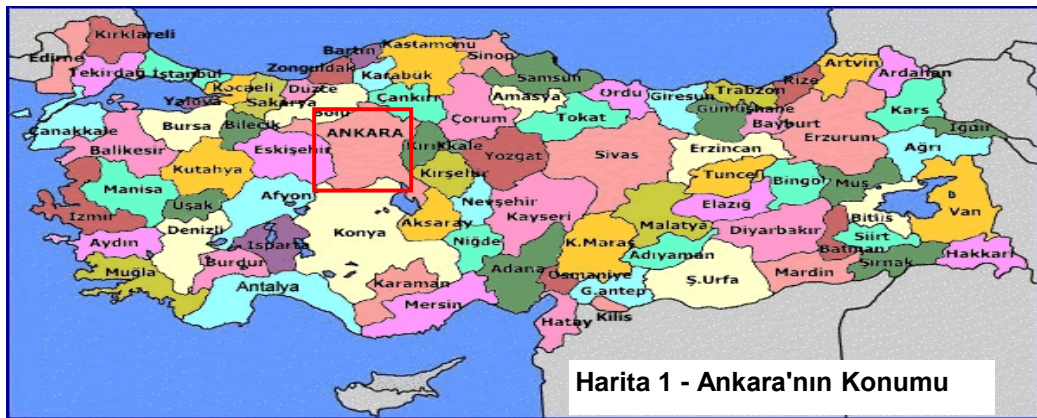 Kırklareli
Edirne
Tekirdağ
İstanbul
Kocaeli
Yalova
Sakarya
Düzce
Zonguldak
Bartın
Karabük
Kastamonu
Sinop
Samsun
Çankırı
Bolu
Amasya
Ordu
Giresun
Trabzon
Rize
Artvin
Ardahan
Kars
Gümüşhane
Bayburt
Erzurum
Iğdır
Ağrı
Çanakkale
Balıkesir
Bursa
Bilecik
Eskişehir
ANKARA
Kırıkkale
Çorum
Tokat
Yozgat
Sivas
Erzincan
Tunceli
Bingol
Muş
Van
Kutahya
Manisa
Uşak
Afyon
Kırşehir
Nevşehir
Kayseri
Malatya
Elazığ
Diyarbakır
Bitlis
Siirt
Batman
Şırnak
Hakkari
İzmir
Aydın
Denizli
Isparta
Burdur
Konya
Aksaray
Niğde
K.Maraş
Adıyaman
Muğla
Antalya
Karaman
Mersin
Adana
Osmaniye
G.antep
Ş.Urfa
Mardin
Hatay
Kilis
Harita 1 - Ankara'nın Konumu